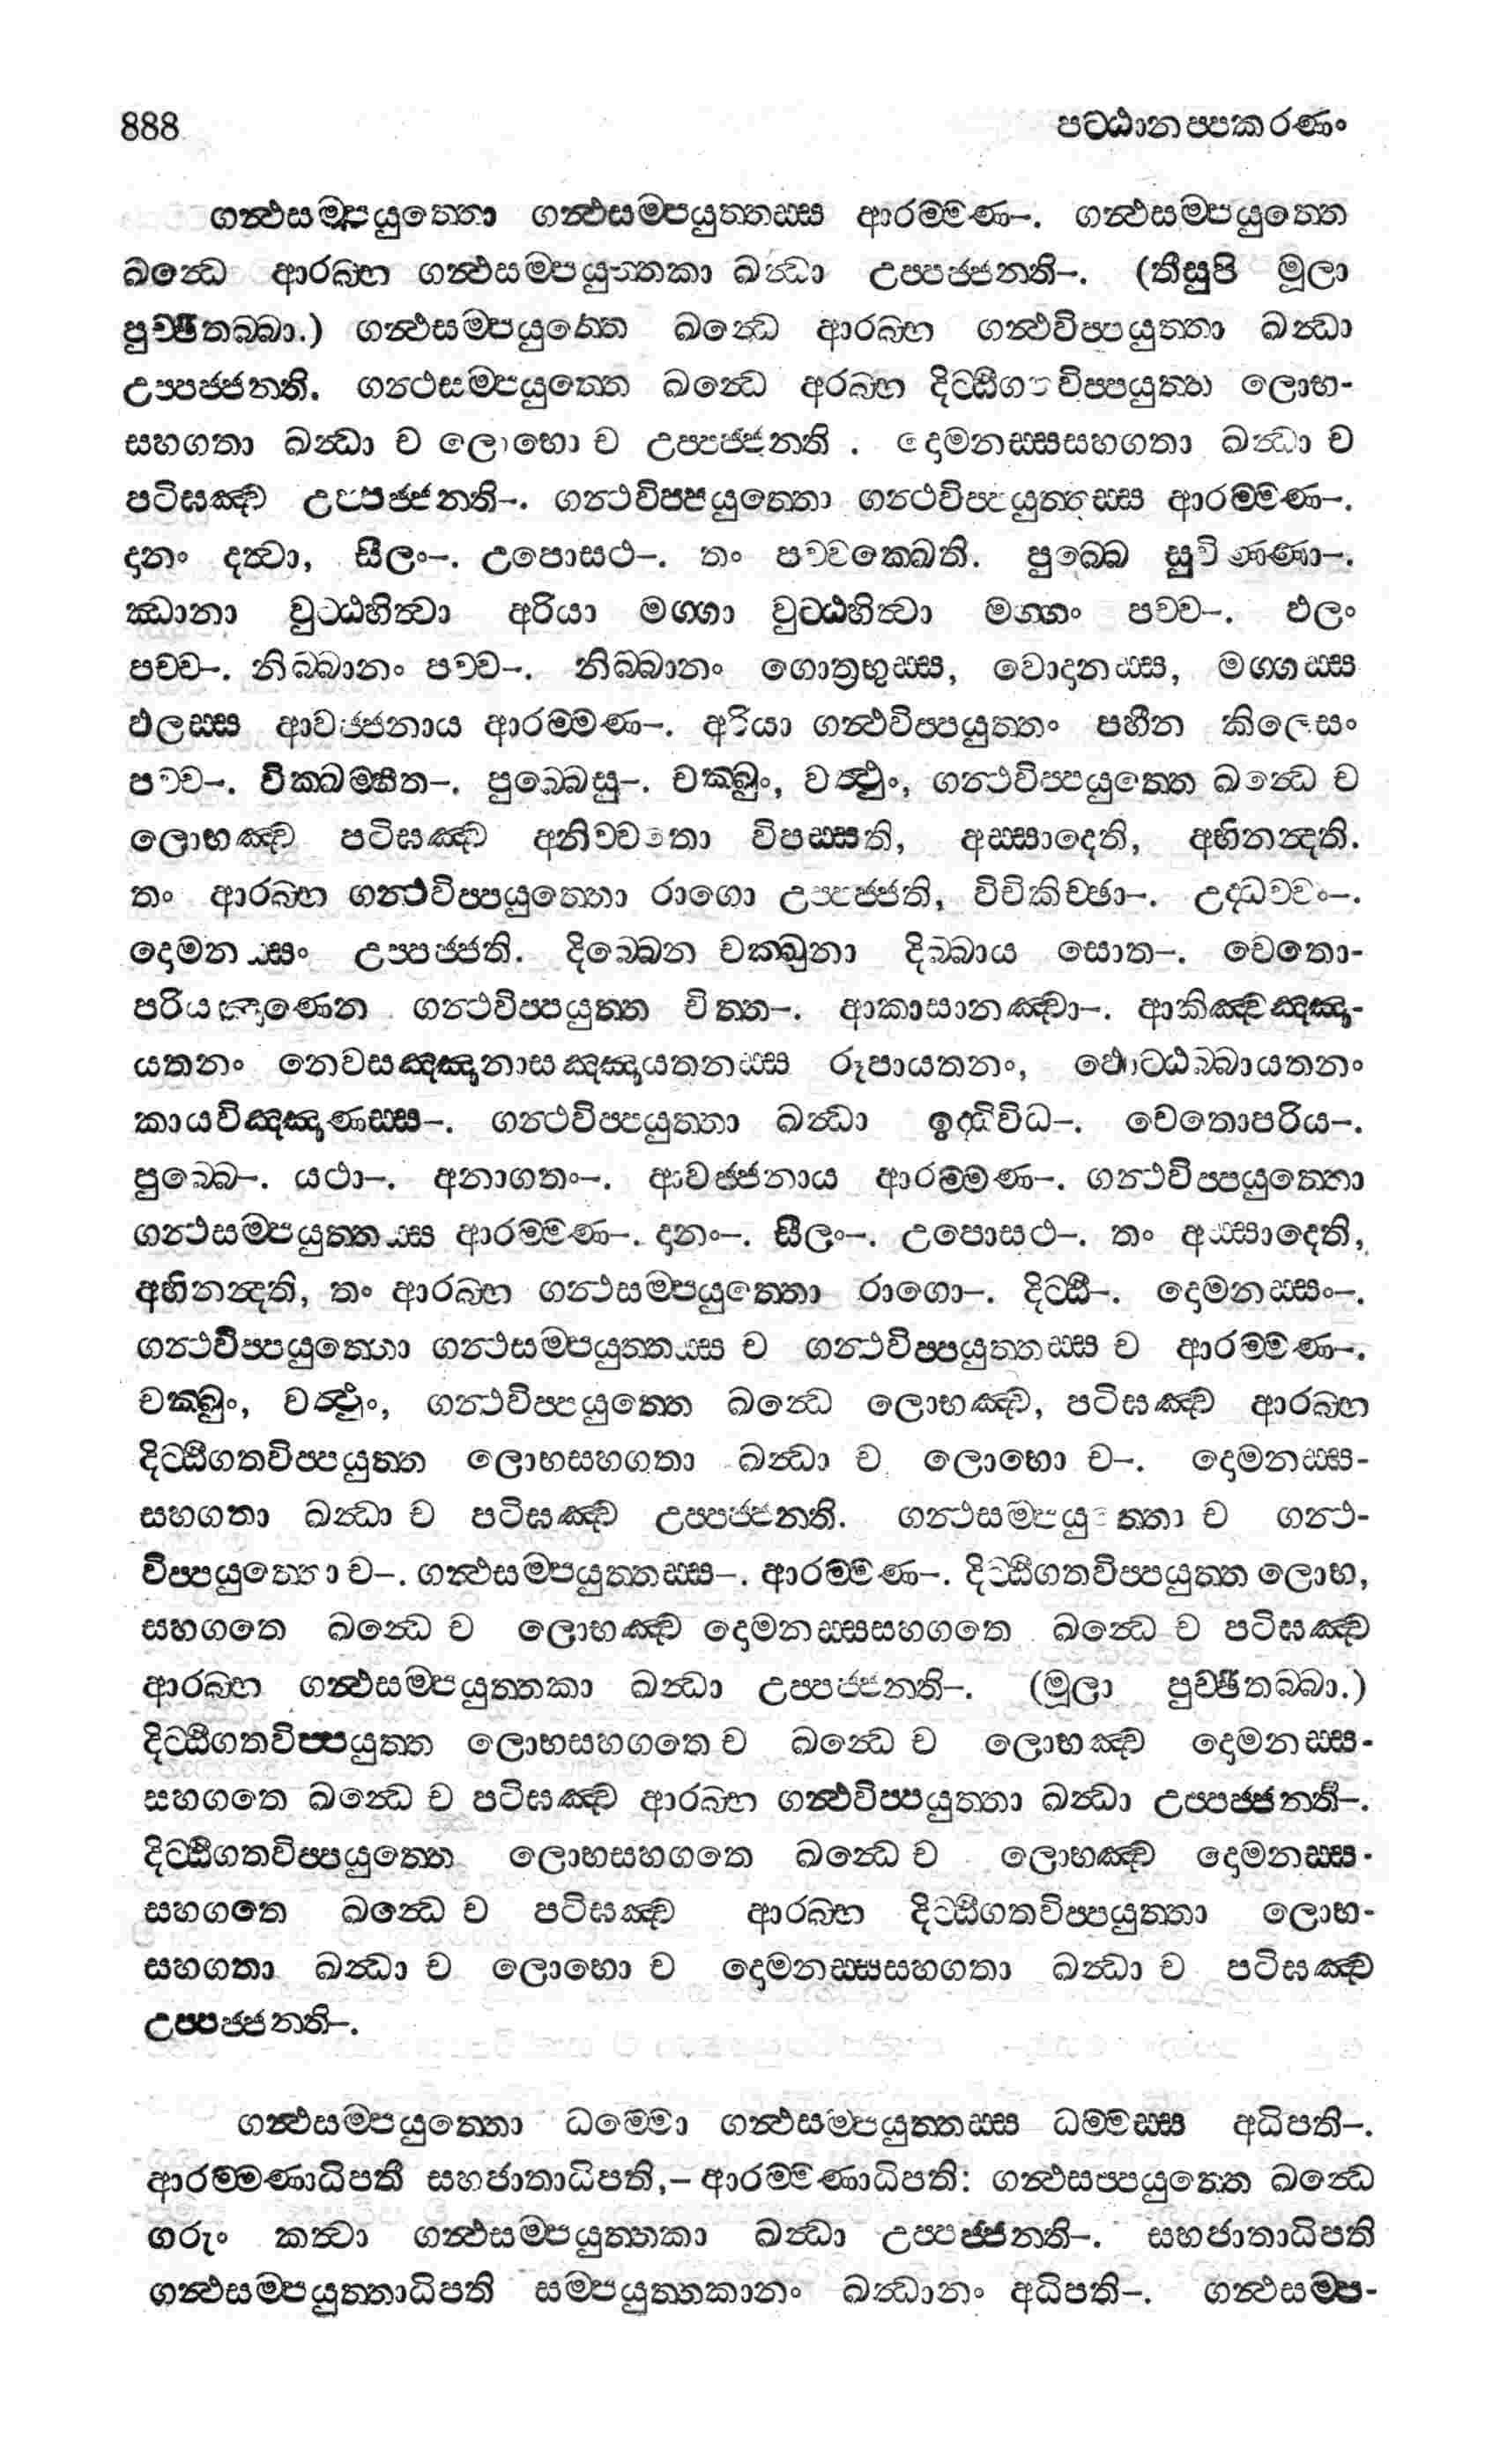 888 පට්ඨානප්පකරණං
ගන්ථසම්පයුත්තො ගන්ථසම්පයුත්තස්ස ආරම්මණ–. ගන්ථසම්පයුත්තෙ
ඛන්ධෙ ආරබ්භ ගන්ථසම්පයුත්තකා ඛන්ධා උප්පජ්ජන්ති–. (තීසුපි මූලා
පුච්ඡිතබ්බා.) ගන්ථසම්පයුත්තෙ ඛන්ධෙ ආරබ්භ ගන්ථවිප්පයුත්තා ඛන්ධා
උප්පජ්ජන්ති. ගන්ථසම්පයුත්තෙ ඛන්ධෙ අරබ්භ දිට්ඨිගතවිප්පයුත්ත ලොභ-
සහගතා ඛන්ධා ච ලොභො ච උප්පජ්ජන්ති. දොමනස්සසහගතා ඛන්ධා ච
පටිඝඤ්ච උප්පජ්ජන්ති–. ගන්ථවිප්පයුත්තො ගන්ථවිප්පයුත්තස්ස ආරම්මණ–.
දානං දත්වා, සීලං–. උපොසථ–. තං පච්චවෙක්ඛති. පුබ්බෙ සුචිණ්ණා–.
ඣානා වුට්ඨහිත්වා අරියා මග්ගා වුට්ඨහිත්වා මග්ගං පච්ච–. ඵලං
පච්ච–. නිබ්බානං පච්ච–. නිබ්බානං ගොත්‍රභුස්ස, වොදානස්ස, මග්ගස්ස
ඵලස්ස ආවජ්ජනාය ආරම්මණ–. අරියා ගන්ථවිප්පයුත්තං පහීන කිලෙසං
පච්ච–. වික්ඛම්භිත–. පුබ්බෙසු–. චක්ඛුං, වත්ථුං, ගන්ථවිප්පයුත්තෙ ඛන්ධෙ ච
ලොභඤ්ච පටිඝඤ්ච අනිච්චතො විපස්සති, අස්සාදෙති, අභිනන්දති.
තං ආරබ්භ ගන්ථවිප්පයුත්තො රාගො උප්පජ්ජති, විචිකිච්ඡා–. උද්ධච්චං–.
දොමනස්සං උප්පජ්ජති. දිබ්බෙන චක්ඛුනා දිබ්බාය සොත–. චෙතො-
පරියඤාණෙන ගන්ථවිප්පයුත්ත චිත්ත–. ආකාසානඤ්චා–. ආකිඤ්චඤ්ඤා-
යතනං නෙවසඤ්ඤානාසඤ්ඤායතනස්ස රූපායතනං, ඵොට්ඨබ්බායතනං
කායවිඤ්ඤාණස්ස–. ගන්ථවිප්පයුත්තා ඛන්ධා ඉද්ධිවිධ–. චෙතොපරිය–.
පුබ්බෙ–. යථා–. අනාගතං–. ආවජ්ජනාය ආරම්මණ–. ගන්ථවිප්පයුත්තො
ගන්ථසම්පයුත්තස්ස ආරම්මණ–. දානං–. සීලං–. උපොසථ–. තං අස්සාදෙති,
අභිනන්දති, තං ආරබ්භ ගන්ථසම්පයුත්තො රාගො–. දිට්ඨි–. දොමනස්සං–.
ගන්ථවිප්පයුත්තො ගන්ථසම්පයුත්තස්ස ච ගන්ථවිප්පයුත්තස්ස ච ආරම්මණ–.
චක්ඛුං, වත්ථුං, ගන්ථවිප්පයුත්තෙ ඛන්ධෙ ලොභඤ්ච, පටිඝඤ්ච ආරබ්භ
දිට්ඨිගතවිප්පයුත්ත ලොභසහගතා ඛන්ධා ච ලොභො ච–. දොමනස්ස-
සහගතා ඛන්ධා ච පටිඝඤ්ච උප්පජ්ජන්ති. ගන්ථසම්පයුත්තා ච ගන්ථ-
විප්පයුත්තො ච–. ගන්ථසම්පයුත්තස්ස–. ආරම්මණ–. දිට්ඨිගතවිප්පයුත්ත ලොභ,
සහගතෙ ඛන්ධෙ ච ලොභඤ්ච දොමනස්සසහගතෙ ඛන්ධෙ ච පටිඝඤ්ච
ආරබ්භ ගන්ථසම්පයුත්තකා ඛන්ධා උප්පජ්ජන්ති–. (මූලා පුච්ඡිතබ්බා.)
දිට්ඨිගතවිප්පයුත්ත ලොභසහගතෙ ච ඛන්ධෙ ච ලොභඤ්ච දොමනස්ස-
සහගතෙ ඛන්ධෙ ච පටිඝඤ්ච ආරබ්භ ගන්ථවිප්පයුත්තා ඛන්ධා උප්පජ්ජන්ති–.
දිට්ඨිගතවිප්පයුත්තෙ ලොභසහගතෙ ඛන්ධෙ ච ලොභඤ්ච දොමනස්ස-
සහගතෙ ඛන්ධෙ ච පටිඝඤ්ච ආරබ්භ දිට්ඨිගතවිප්පයුත්තා ලොභ-
සහගතා ඛන්ධා ච ලොභො ච දොමනස්සසහගතා ඛන්ධා ච පටිඝඤ්ච
උප්පජ්ජන්ති–.
ගන්ථසම්පයුත්තො ධම්මො ගන්ථසම්පයුත්තස්ස ධම්මස්ස අධිපති–.
ආරම්මණාධිපති සහජාතාධිපති,– ආරම්මණාධිපති: ගන්ථසප්පයුත්තෙ ඛන්ධෙ
ගරුං කත්වා ගන්ථසම්පයුත්තකා ඛන්ධා උප්පජ්ජන්ති–. සහජාතාධිපති
ගන්ථසම්පයුත්තාධිපති සම්පයුත්තකානං ඛන්ධානං අධිපති–. ගන්ථසම්ප-